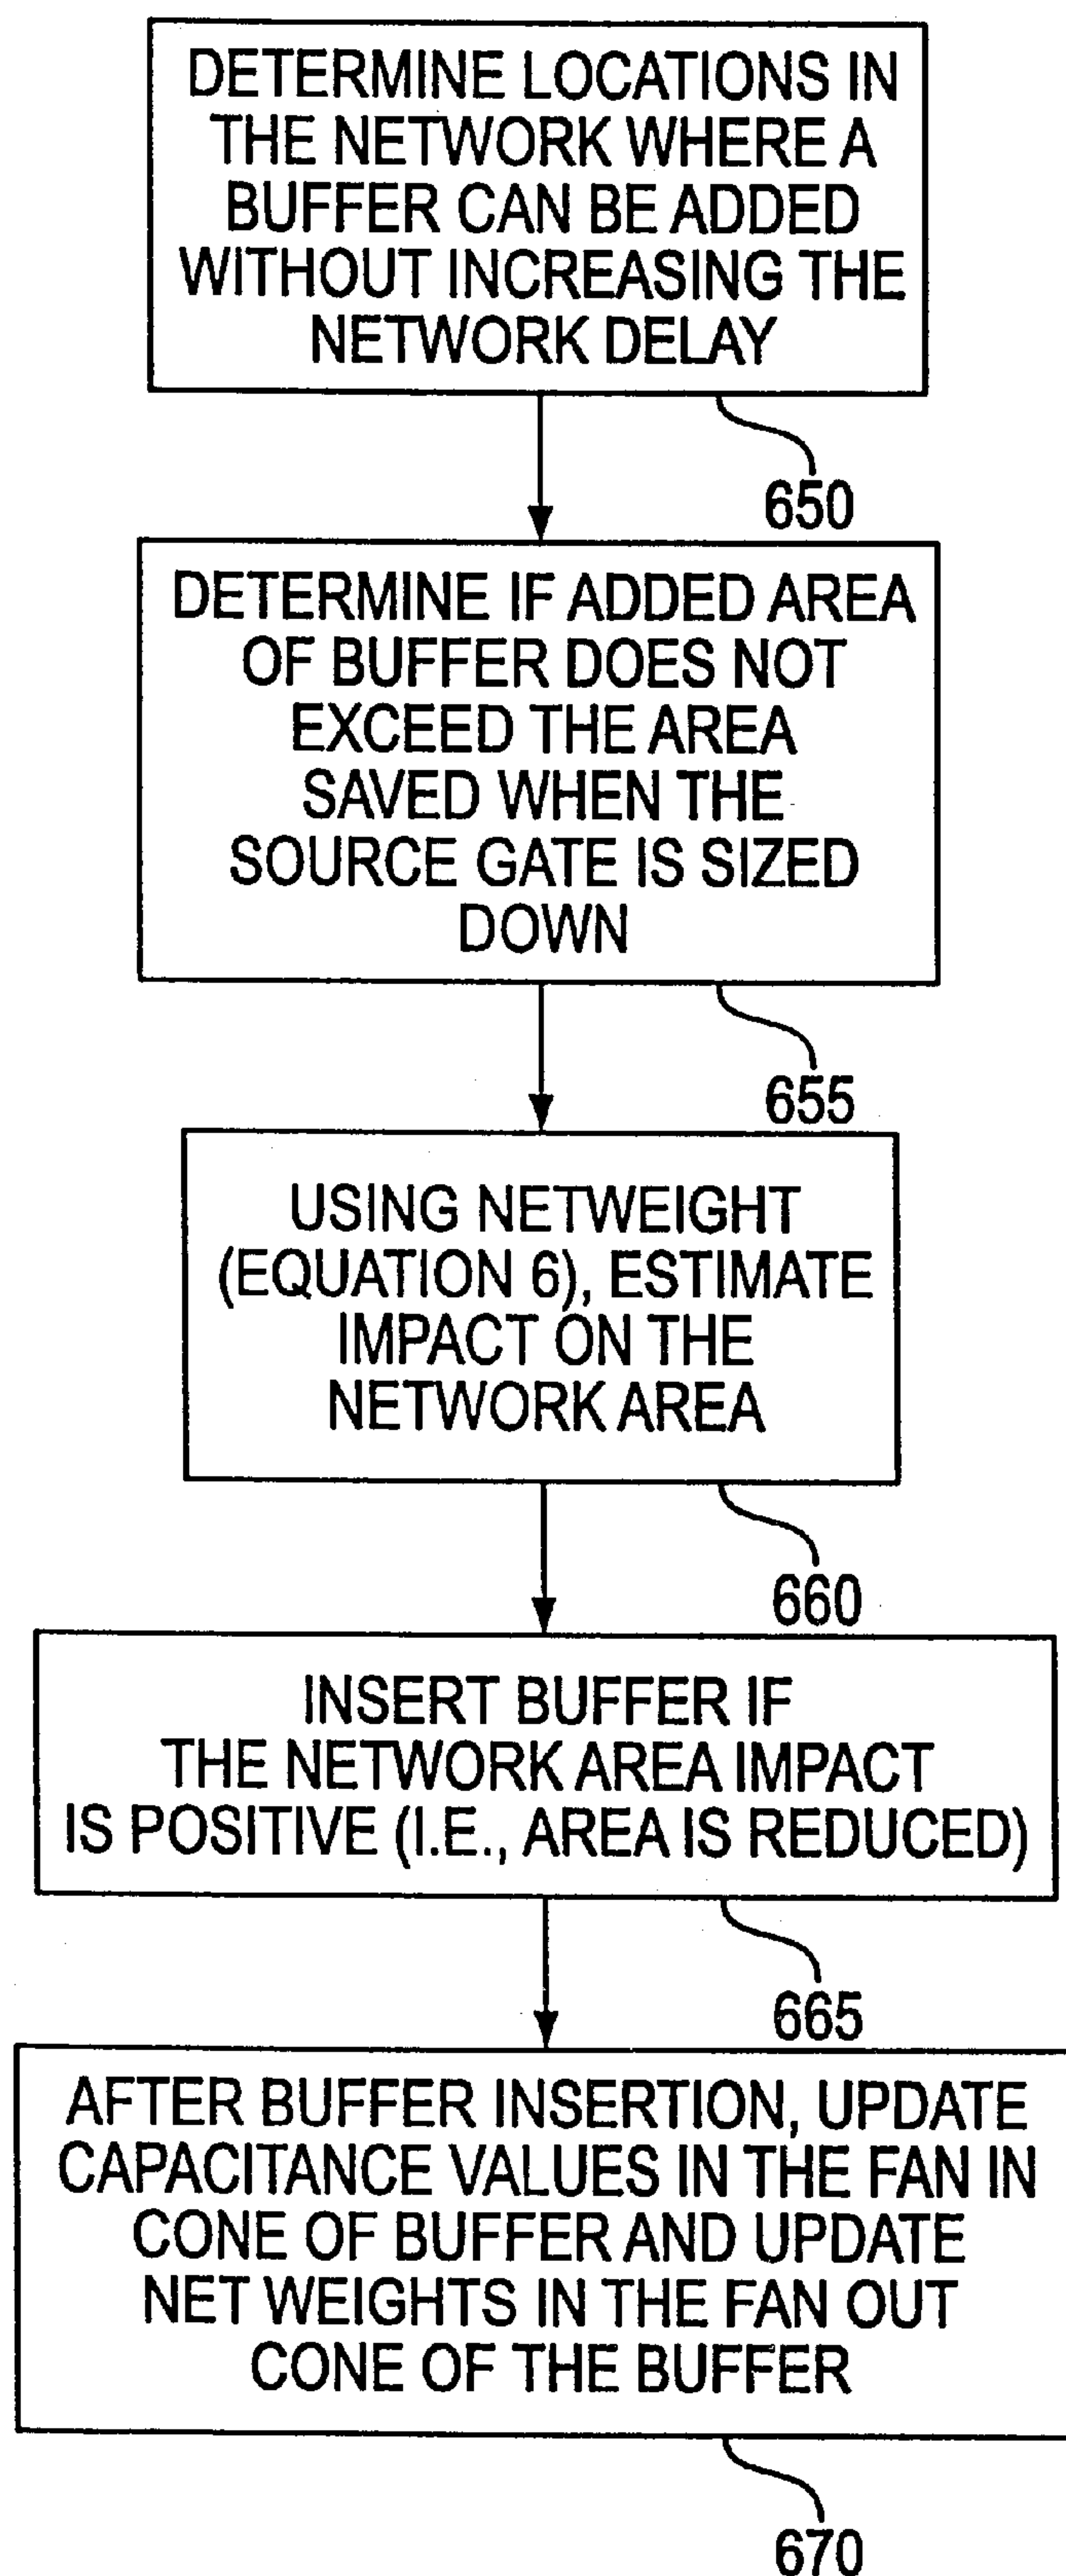 DETERMINE LOCATIONS IN
THE NETWORK WHERE A
BUFFER CAN BE ADDED
WITHOUT INCREASING THE
NETWORK DELAY
650
DETERMINE IF ADDED AREA
OF BUFFER DOES NOT
EXCEED THE AREA
SAVED WHEN THE
SOURCE GATE IS SIZED
DOWN
655
USING NETWEIGHT
(EQUATION 6), ESTIMATE
IMPACT ON THE
NETWORK AREA
660
INSERT BUFFER IF
THE NETWORK AREA IMPACT
IS POSITIVE (I.E., AREA IS REDUCED)
665
AFTER BUFFER INSERTION, UPDATE
CAPACITANCE VALUES IN THE FAN IN
CONE OF BUFFER AND UPDATE
NET WEIGHTS IN THE FAN OUT
CONE OF THE BUFFER
670